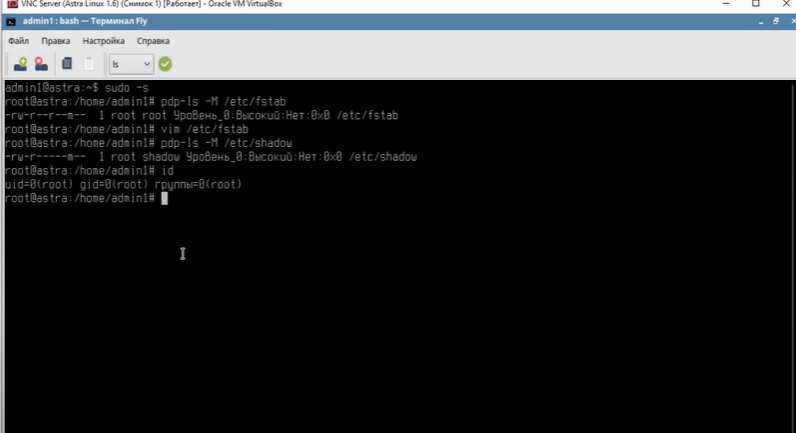 VNC Server (Astra Linux 1.6) (Снимок 1) [Работает] - Oracle VM VirtualBox
admin1 : bash — Терминал Fly
Файл Правка Настройка Справка
ls
admin1@astra:~$ sudo -s
root@astra:/home/admin1# pdp-ls -M /etc/fstab
-rw-r--r--m-- 1 root root Уровень_0:Высокий:Нет:0x0 /etc/fstab
root@astra:/home/admin1# vim /etc/fstab
root@astra:/home/admin1# pdp-ls -M /etc/shadow
-rw-r-----m-- 1 root shadow Уровень_0:Высокий:Нет:0x0 /etc/shadow
root@astra:/home/admin1# id
uid=0(root) gid=0(root) группы=0(root)
root@astra:/home/admin1#